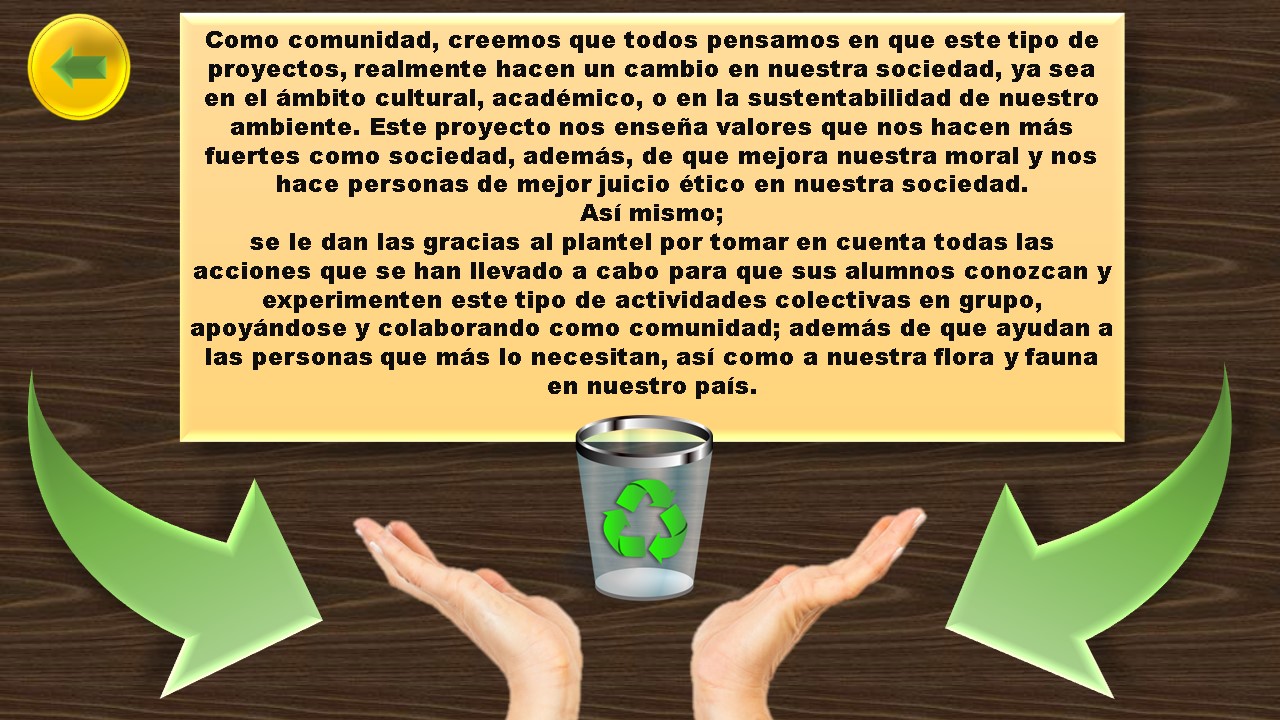 Como comunidad, creemos que todos pensamos en que este tipo de
proyectos, realmente hacen un cambio en nuestra sociedad, ya sea
en el ámbito cultural, académico, o en la sustentabilidad de nuestro
ambiente. Este proyecto nos enseña valores que nos hacen más
fuertes como sociedad, además, de que mejora nuestra moral y nos
hace personas de mejor juicio ético en nuestra sociedad.
Así mismo;
se le dan las gracias al plantel por tomar en cuenta todas las
acciones que se han llevado a cabo para que sus alumnos conozcan y
experimenten este tipo de actividades colectivas en grupo,
apoyándose y colaborando como comunidad; además de que ayudan a
las personas que más lo necesitan, así como a nuestra flora y fauna
en nuestro país.